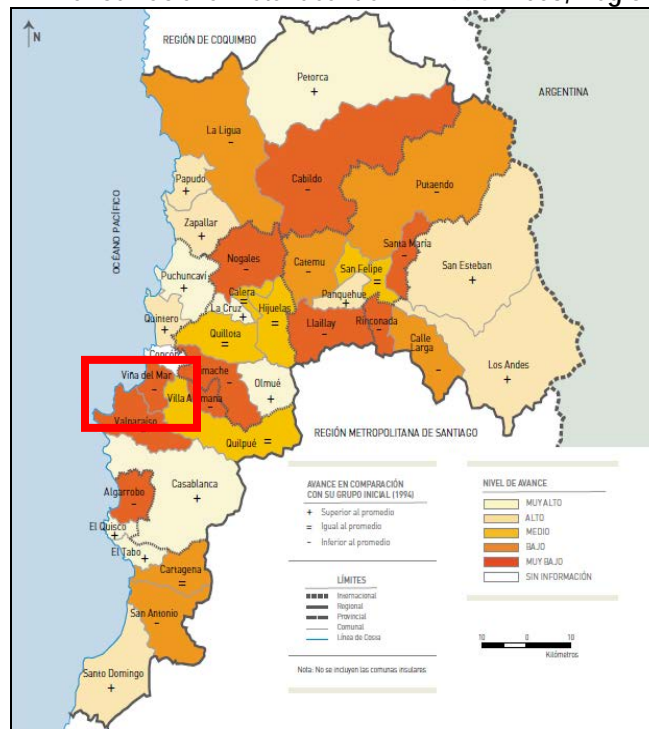 N
REGIÓN DE COQUIMBO
Petorca
+
ARGENTINA
OCÉANO PACÍFICO
La Ligua
-
Cabildo
-
Putaendo
-
Papudo
+
Zapallar
+
Nogales
-
Catemu
-
San Felipe
=
Santa María
-
San Esteban
+
Puchuncaví
+
Calera
=
La Cruz
+
Hijuelas
=
Panquehue
+
Quintero
+
Quillota
=
Llaillay
-
Rinconada
-
Calle
Larga
-
Los Andes
+
Concón
Viña del Mar
-
mache
-
Olmué
+
Villa Alemana
Valparaíso
Quilpué =
REGIÓN METROPOLITANA DE SANTIAGO
Casablanca
+
Algarrobo
-
El Quisco
+
El Tabo
+
Cartagena
=
San Antonio
-
Santo Domingo
+
AVANCE EN COMPARACIÓN
CON SU GRUPO INICIAL (1994)
+ Superior al promedio
= Igual al promedio
- Inferior al promedio
NIVEL DE AVANCE
MUY ALTO
ALTO
MEDIO
BAJO
MUY BAJO
SIN INFORMACIÓN
LÍMITES
Internacional
Regional
Provincial
Comunal
Línea de Costa
10 0 10
Kilómetros
Nota: No se incluyen las comunas insulares.